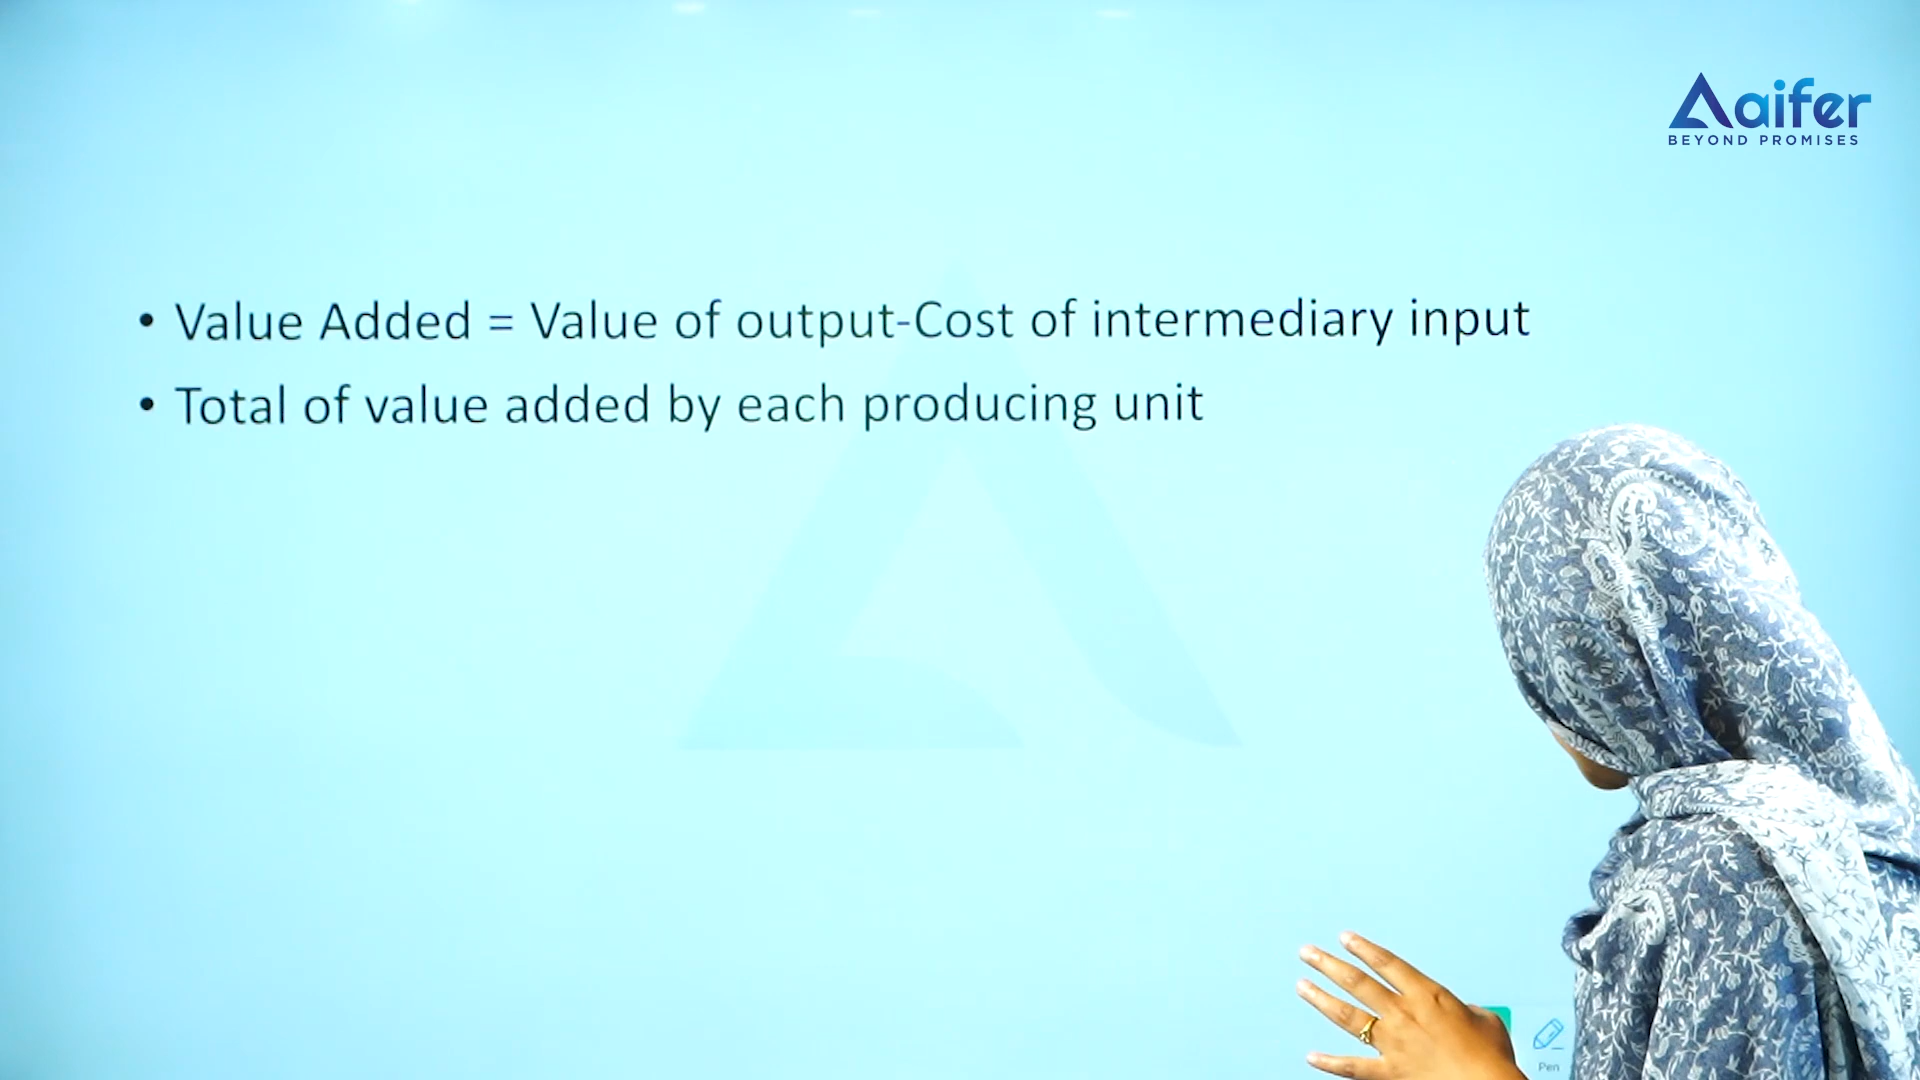 aifer
BEYOND PROMISES
• Value Added = Value of output-Cost of intermediary input
• Total of value added by each producing unit
Pen